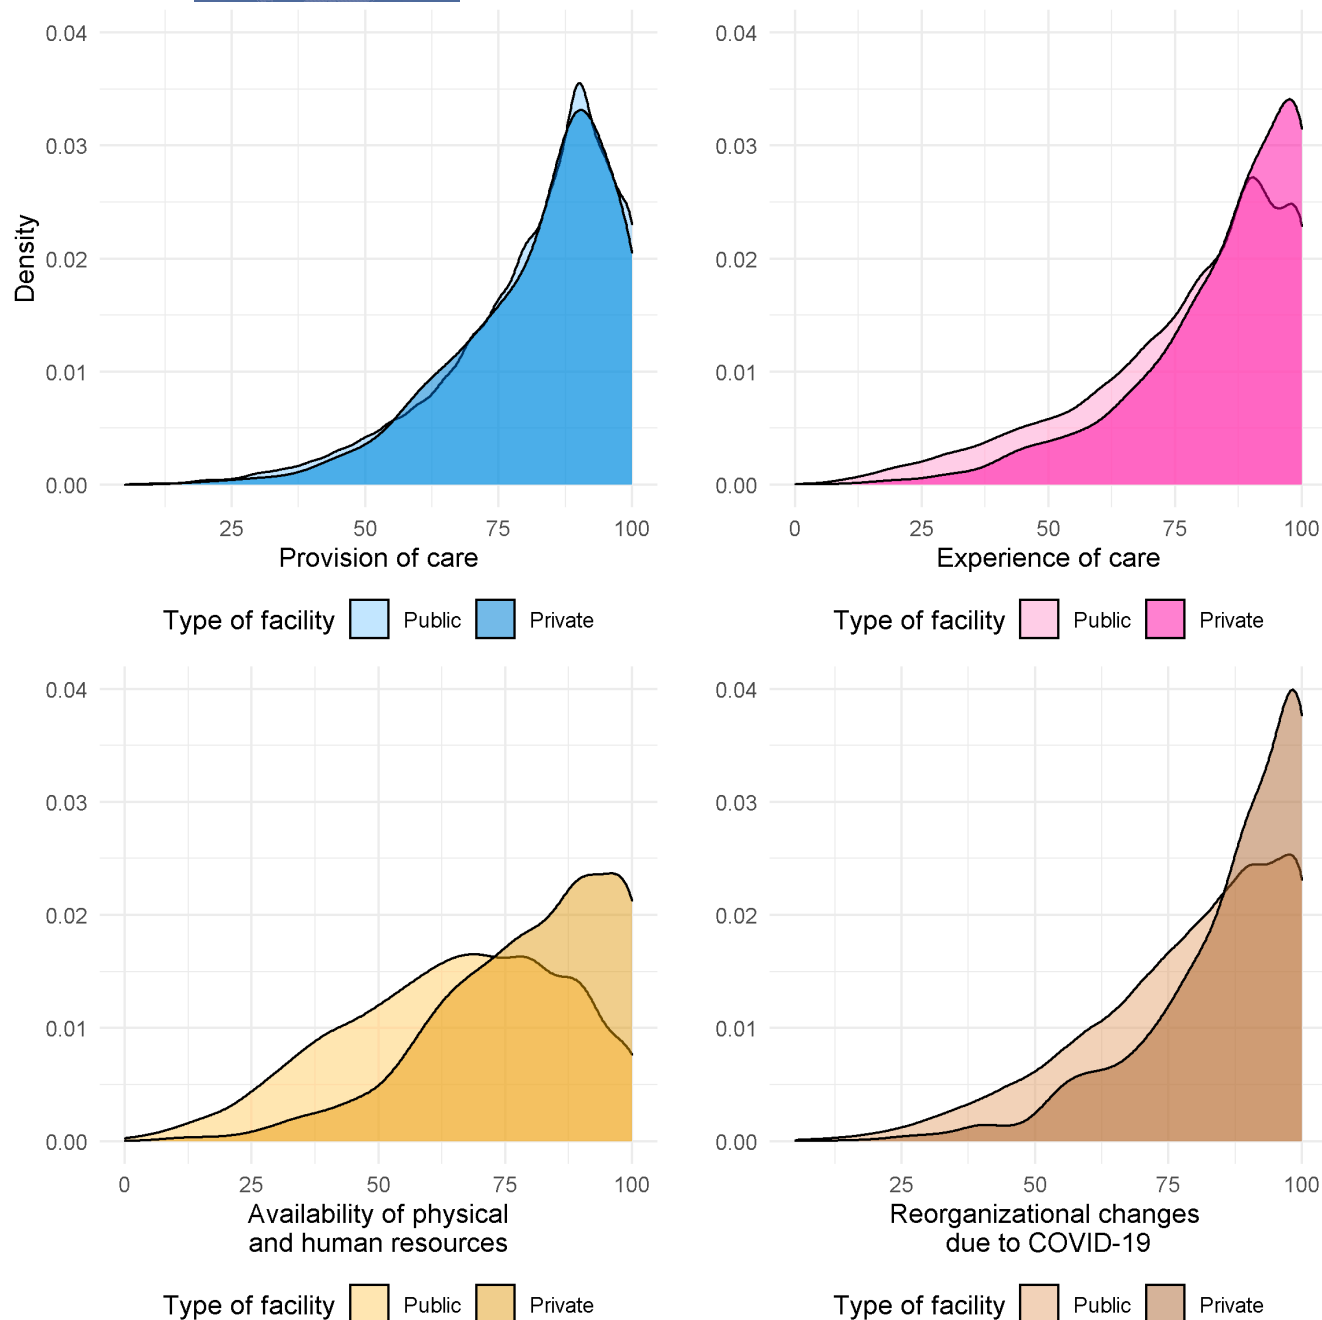 0.04
0.03
0.02
0.01
0.00
Density
25 50 75 100
Provision of care
Type of facility Public Private
0.04
0.03
0.02
0.01
0.00
0 25 50 75 100
Experience of care
Type of facility Public Private
0.04
0.03
0.02
0.01
0.00
0 25 50 75 100
Availability of physical
and human resources
Type of facility Public Private
0.04
0.03
0.02
0.01
0.00
25 50 75 100
Reorganizational changes
due to COVID-19
Type of facility Public Private